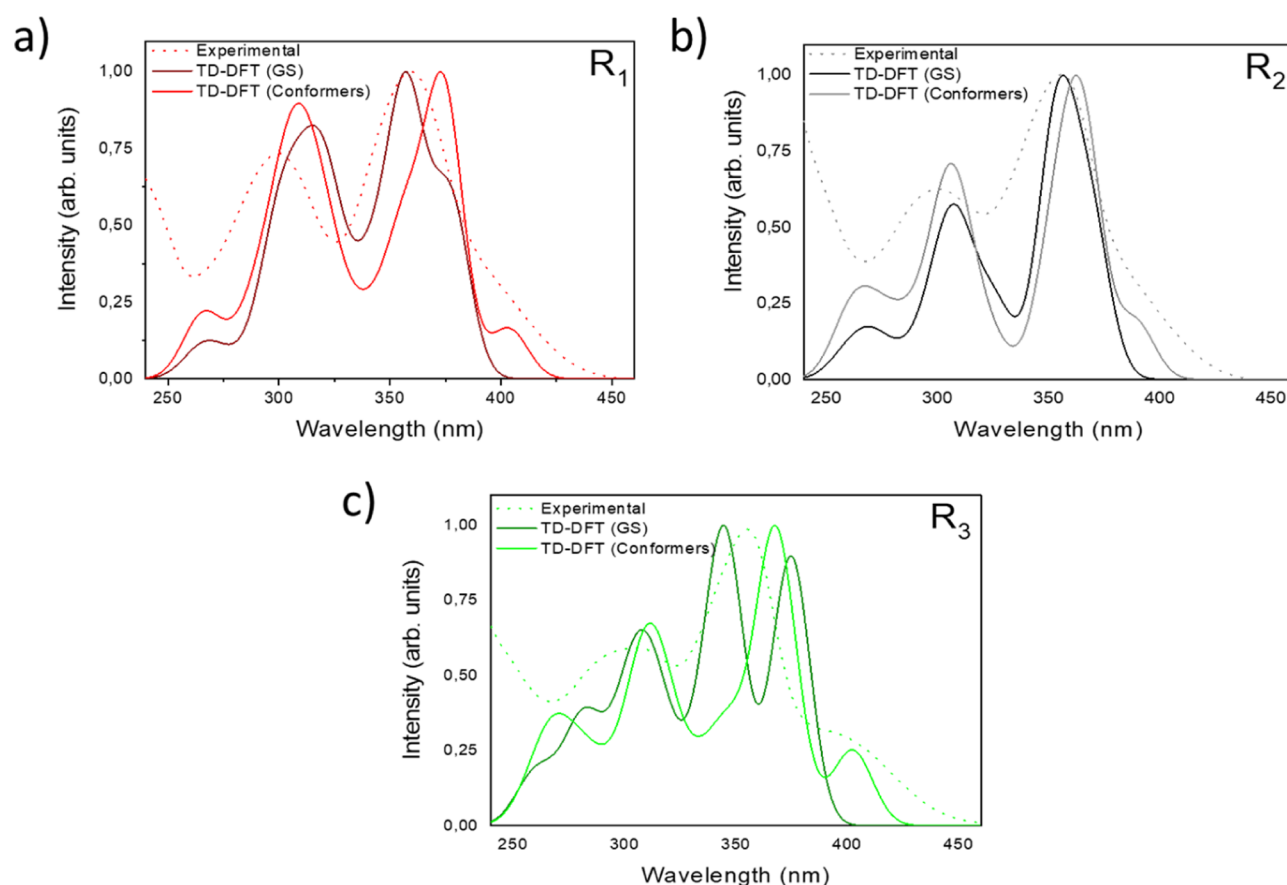 a)
Experimental
TD-DFT (GS)
TD-DFT (Conformers)
R1
1,00
0,75
0,50
0,25
0,00
Intensity (arb. units)
250 300 350 400 450
Wavelength (nm)
b)
Experimental
TD-DFT (GS)
TD-DFT (Conformers)
R2
1,00
0,75
0,50
0,25
0,00
Intensity (arb. units)
250 300 350 400 450
Wavelength (nm)
c)
Experimental
TD-DFT (GS)
TD-DFT (Conformers)
R3
1,00
0,75
0,50
0,25
0,00
Intensity (arb. units)
250 300 350 400 450
Wavelength (nm)